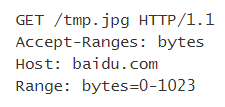 GET /tmp.jpg HTTP/1.1
Accept-Ranges: bytes
Host: baidu.com
Range: bytes=0-1023